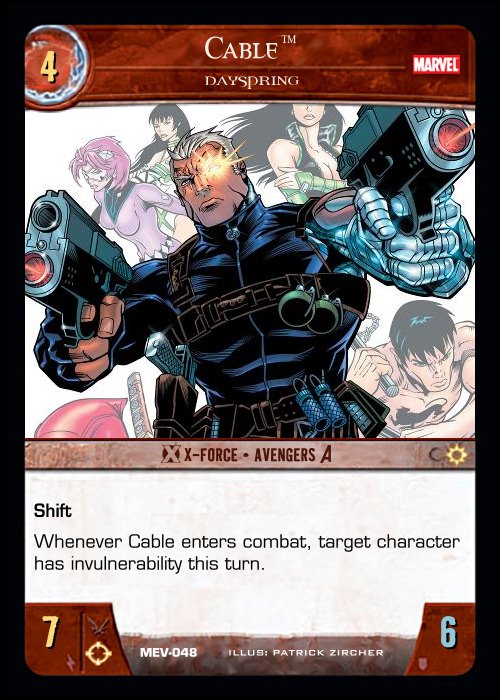 4
CABLE™
DAYSPRING
MARVEL
X-FORCE • AVENGERS A
Shift
Whenever Cable enters combat, target character
has invulnerability this turn.
7
MEV-048
ILLUS: PATRICK ZIRCHER
6